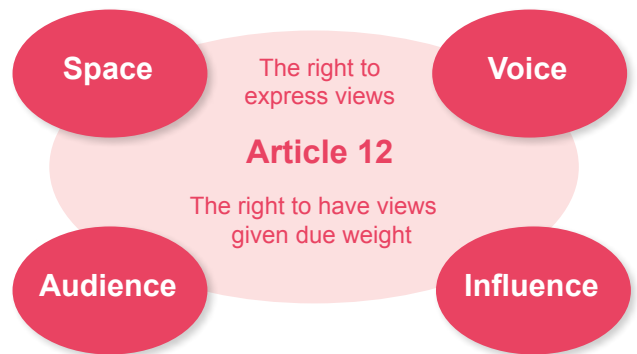 Space
The right to
express views
Voice
Article 12
The right to have views
given due weight
Audience
Influence